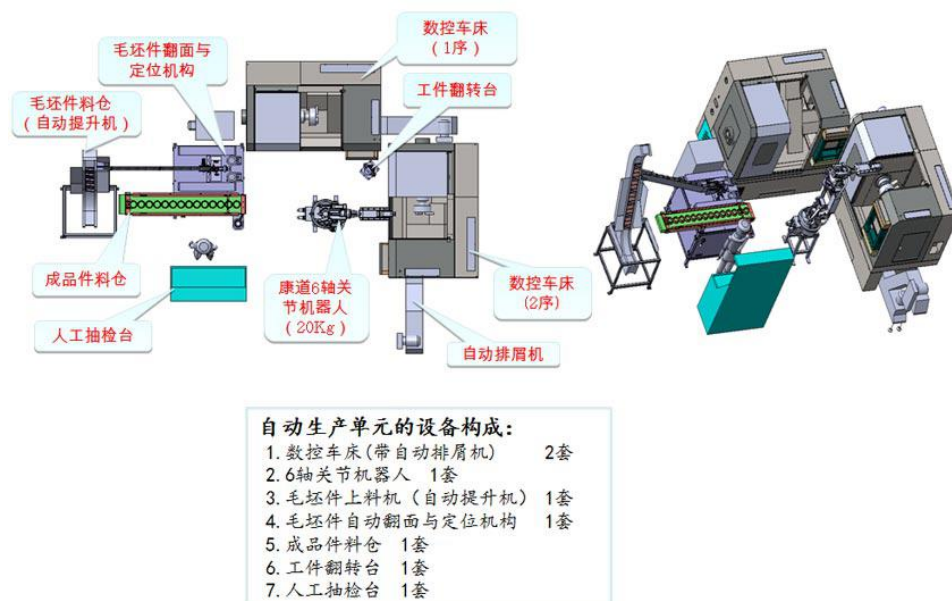 毛坯件翻面与
定位机构
数控车床
(1序)
工件翻转台
毛坯件料仓
(自动提升机)
成品件料仓
人工抽检台
康道6轴关
节机器人
(20Kg)
数控车床
(2序)
自动排屑机
自动生产单元的设备构成：
1.数控车床(带自动排屑机) 2套
2.6轴关节机器人 1套
3.毛坯件上料机（自动提升机） 1套
4.毛坯件自动翻面与定位机构 1套
5.成品件料仓 1套
6.工件翻转台 1套
7.人工抽检台 1套